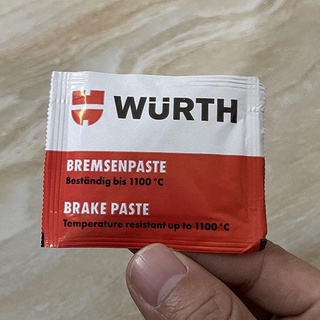 WÜRTH
BREMSENPASTE
Beständig bis 1100 °C
BRAKE PASTE
Temperature resistant up to 1100 °C